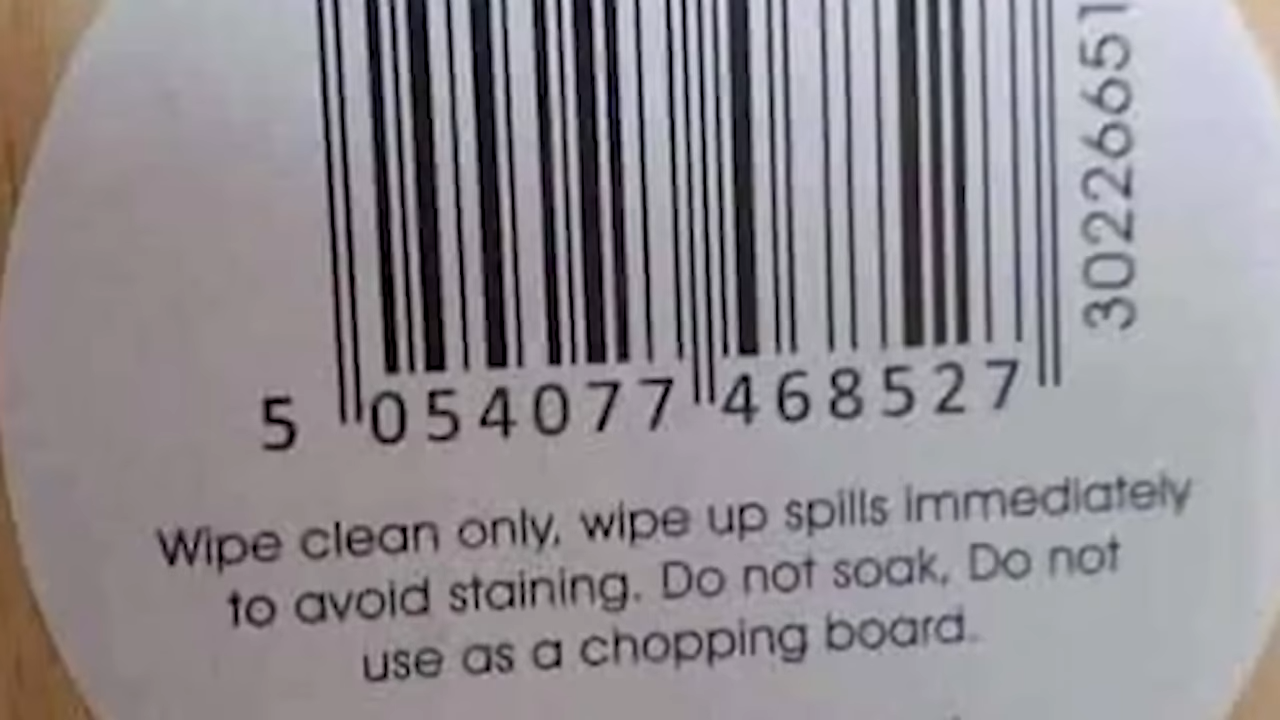 30226651
5 054077 468527
Wipe clean only, wipe up spills immediately
to avoid staining. Do not soak, Do not
use as a chopping board.